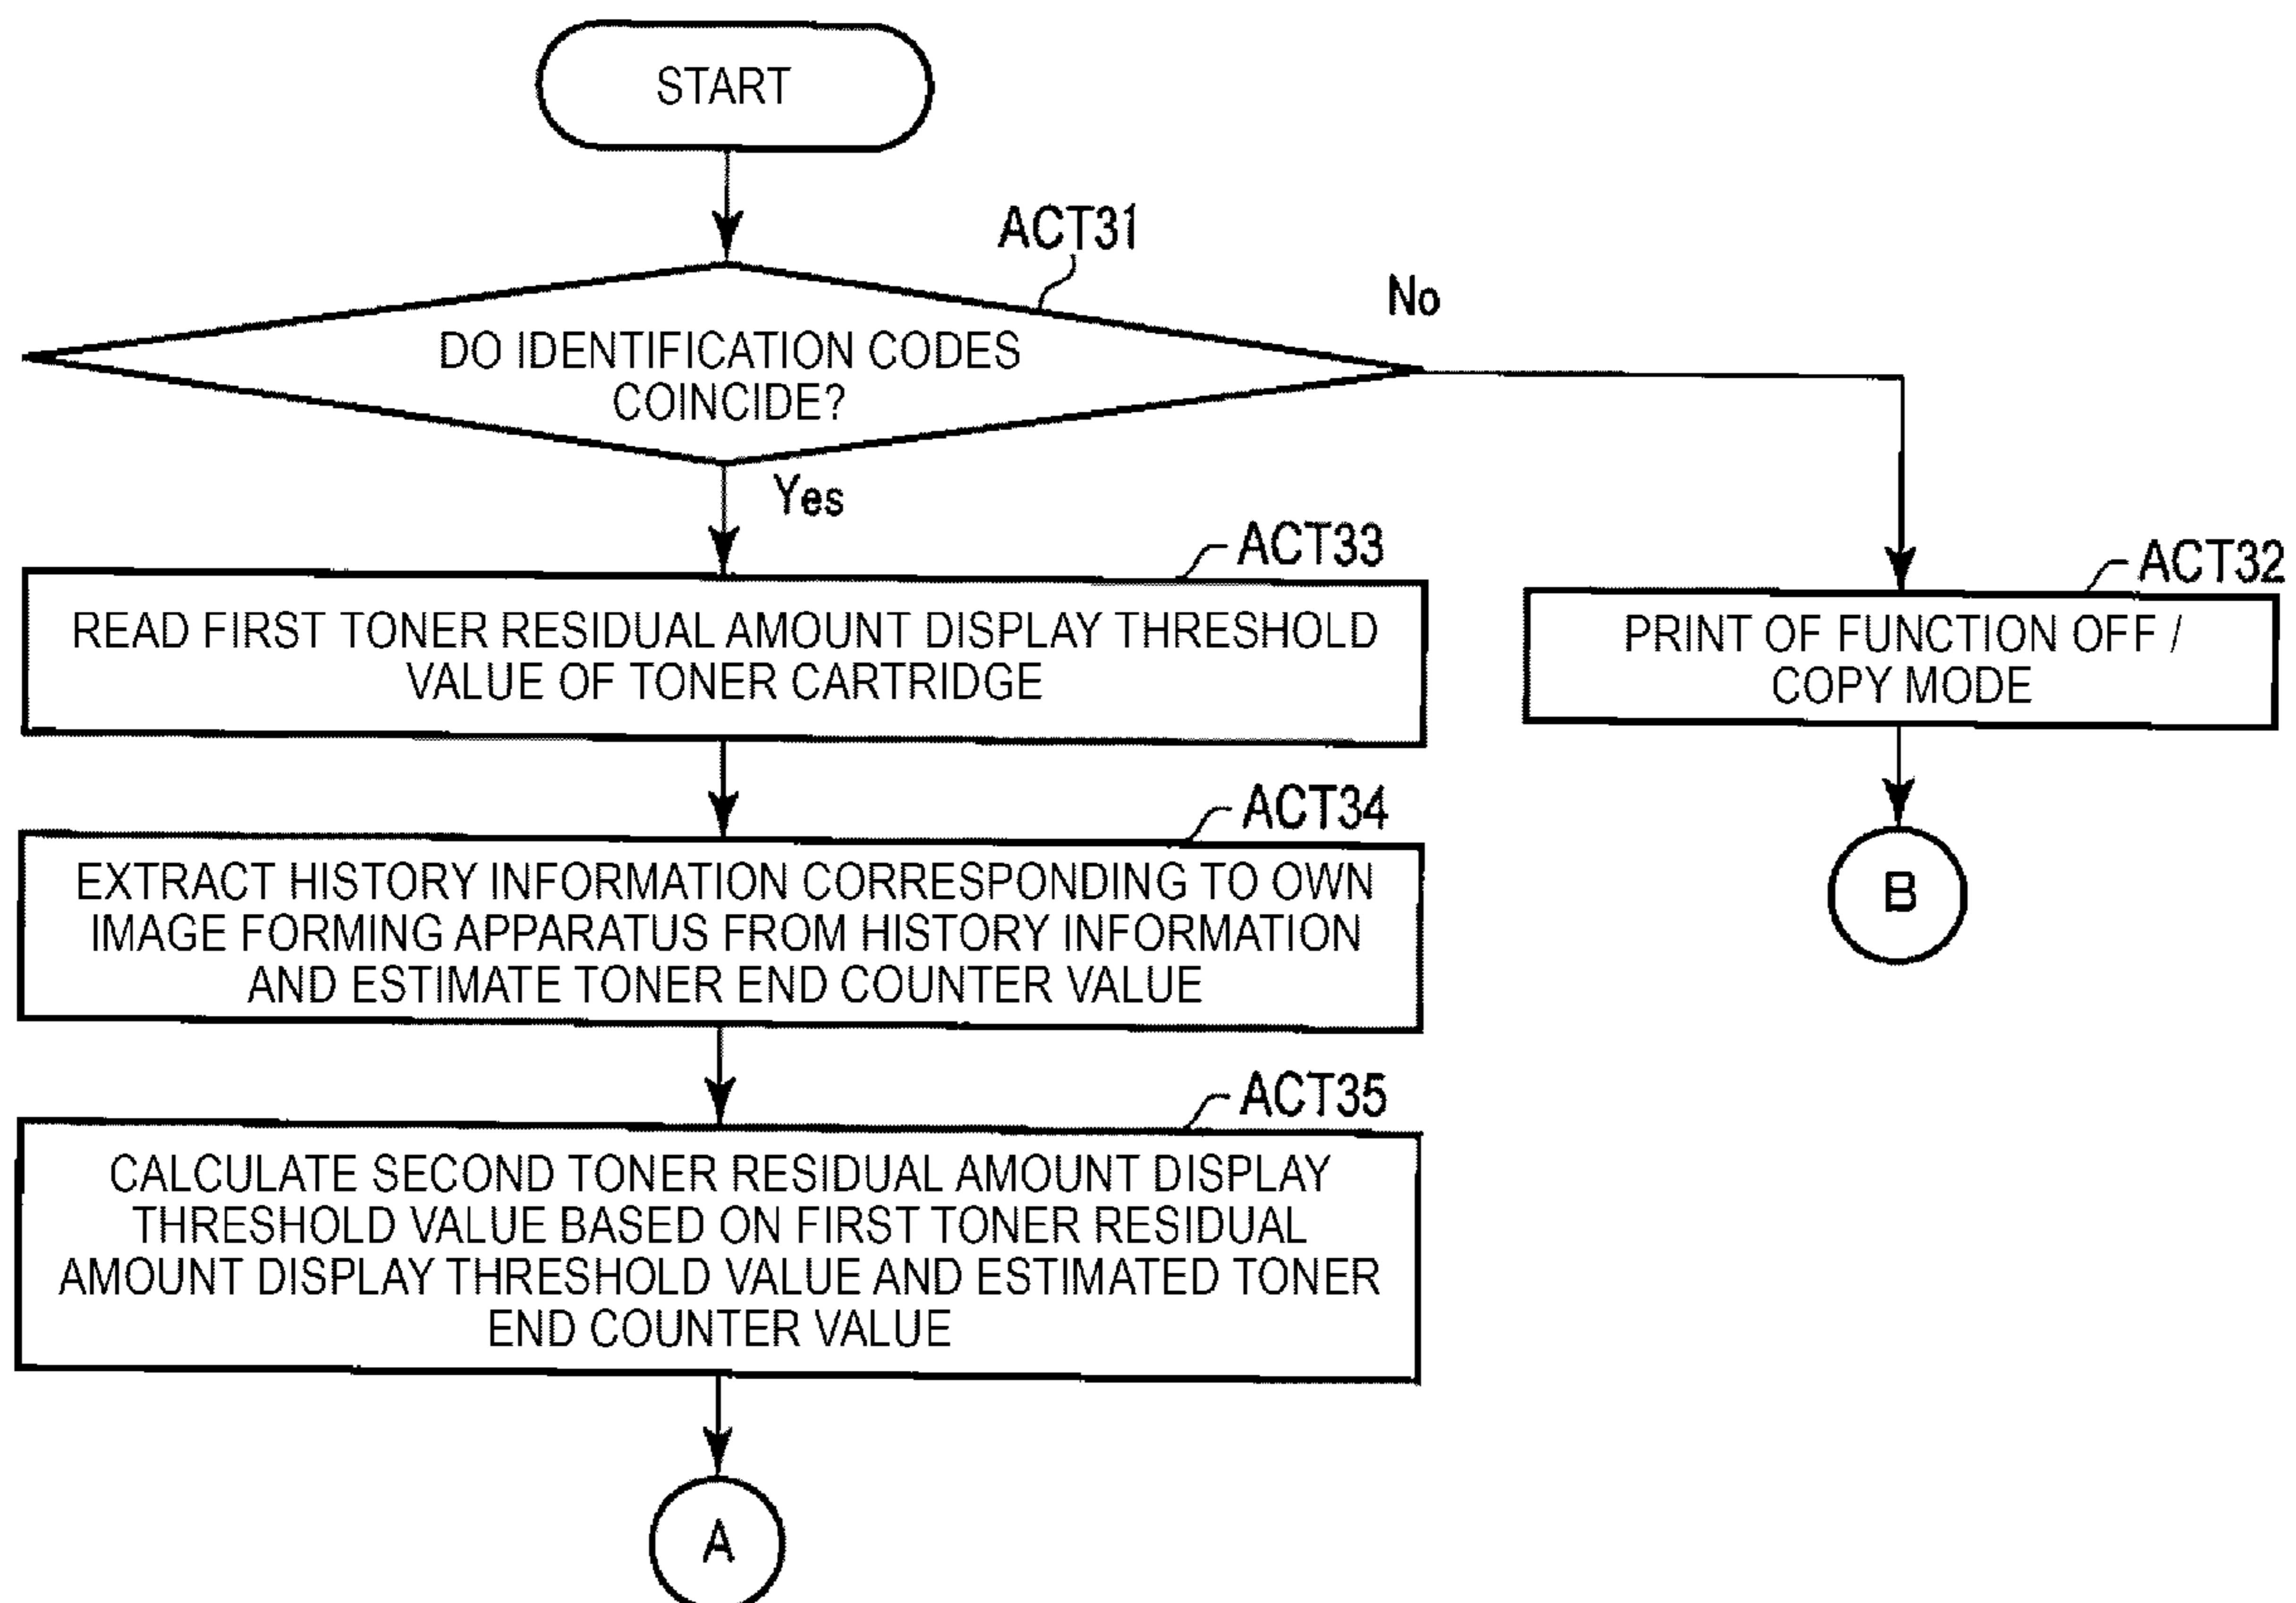 START
ACT31
No
DO IDENTIFICATION CODES
COINCIDE?
Yes
ACT33
READ FIRST TONER RESIDUAL AMOUNT DISPLAY THRESHOLD
VALUE OF TONER CARTRIDGE
ACT32
PRINT OF FUNCTION OFF /
COPY MODE
B
ACT34
EXTRACT HISTORY INFORMATION CORRESPONDING TO OWN
IMAGE FORMING APPARATUS FROM HISTORY INFORMATION
AND ESTIMATE TONER END COUNTER VALUE
ACT35
CALCULATE SECOND TONER RESIDUAL AMOUNT DISPLAY
THRESHOLD VALUE BASED ON FIRST TONER RESIDUAL
AMOUNT DISPLAY THRESHOLD VALUE AND ESTIMATED TONER
END COUNTER VALUE
A